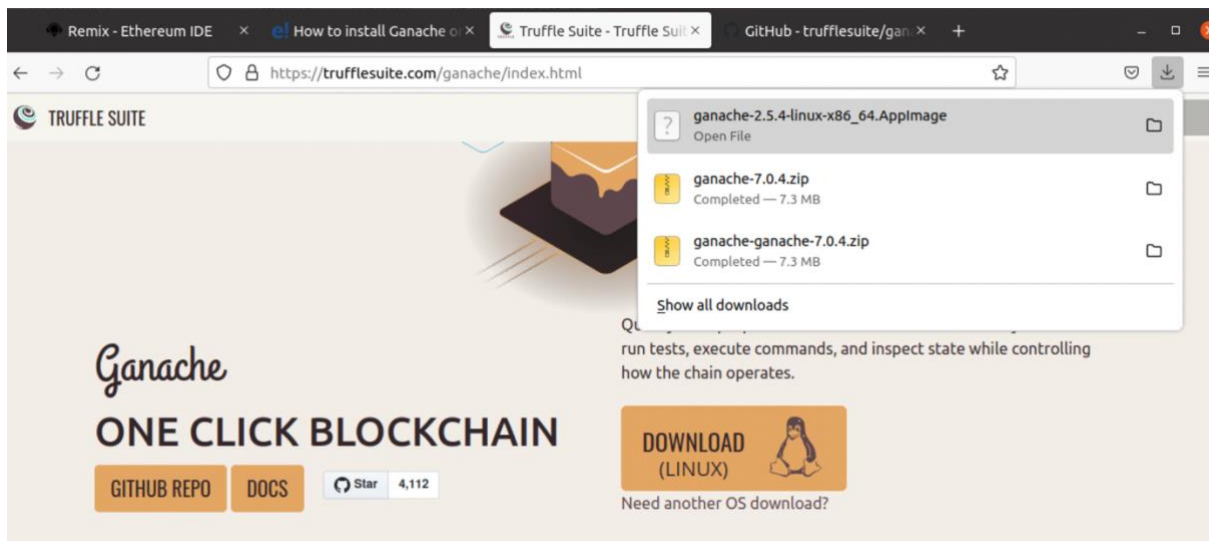 Remix - Ethereum IDE × How to install Ganache o × Truffle Suite - Truffle Suit × GitHub - trufflesuite/gan × +
https://trufflesuite.com/ganache/index.html
TRUFFLE SUITE
ganache-2.5.4-linux-x86_64.AppImage
Open File
ganache-7.0.4.zip
Completed — 7.3 MB
ganache-ganache-7.0.4.zip
Completed — 7.3 MB
Show all downloads
run tests, execute commands, and inspect state while controlling
how the chain operates.
Ganache
ONE CLICK BLOCKCHAIN
GITHUB REPO DOCS Star 4,112
DOWNLOAD
(LINUX)
Need another OS download?